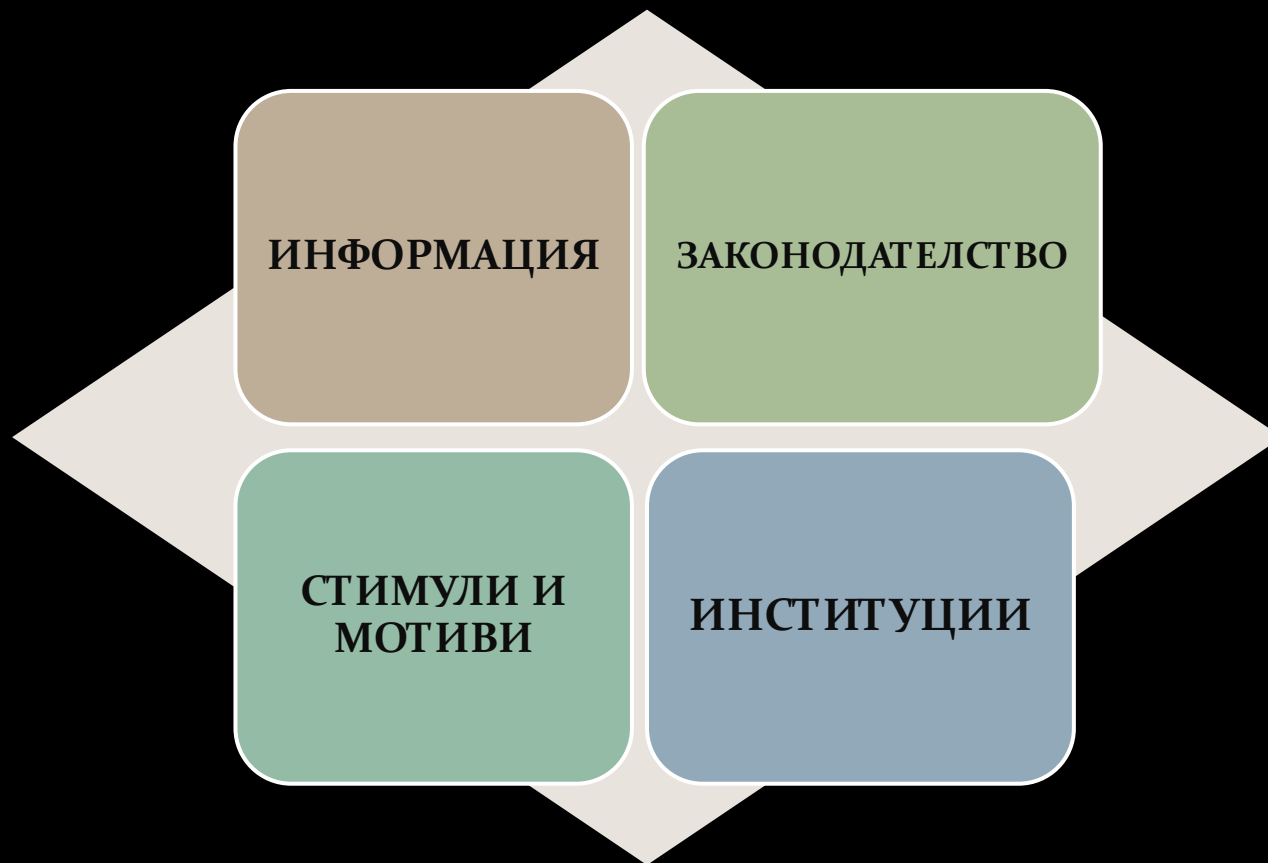 ИНФОРМАЦИЯ
ЗАКОНОДАТЕЛСТВО
СТИМУЛИ И
МОТИВИ
ИНСТИТУЦИИ